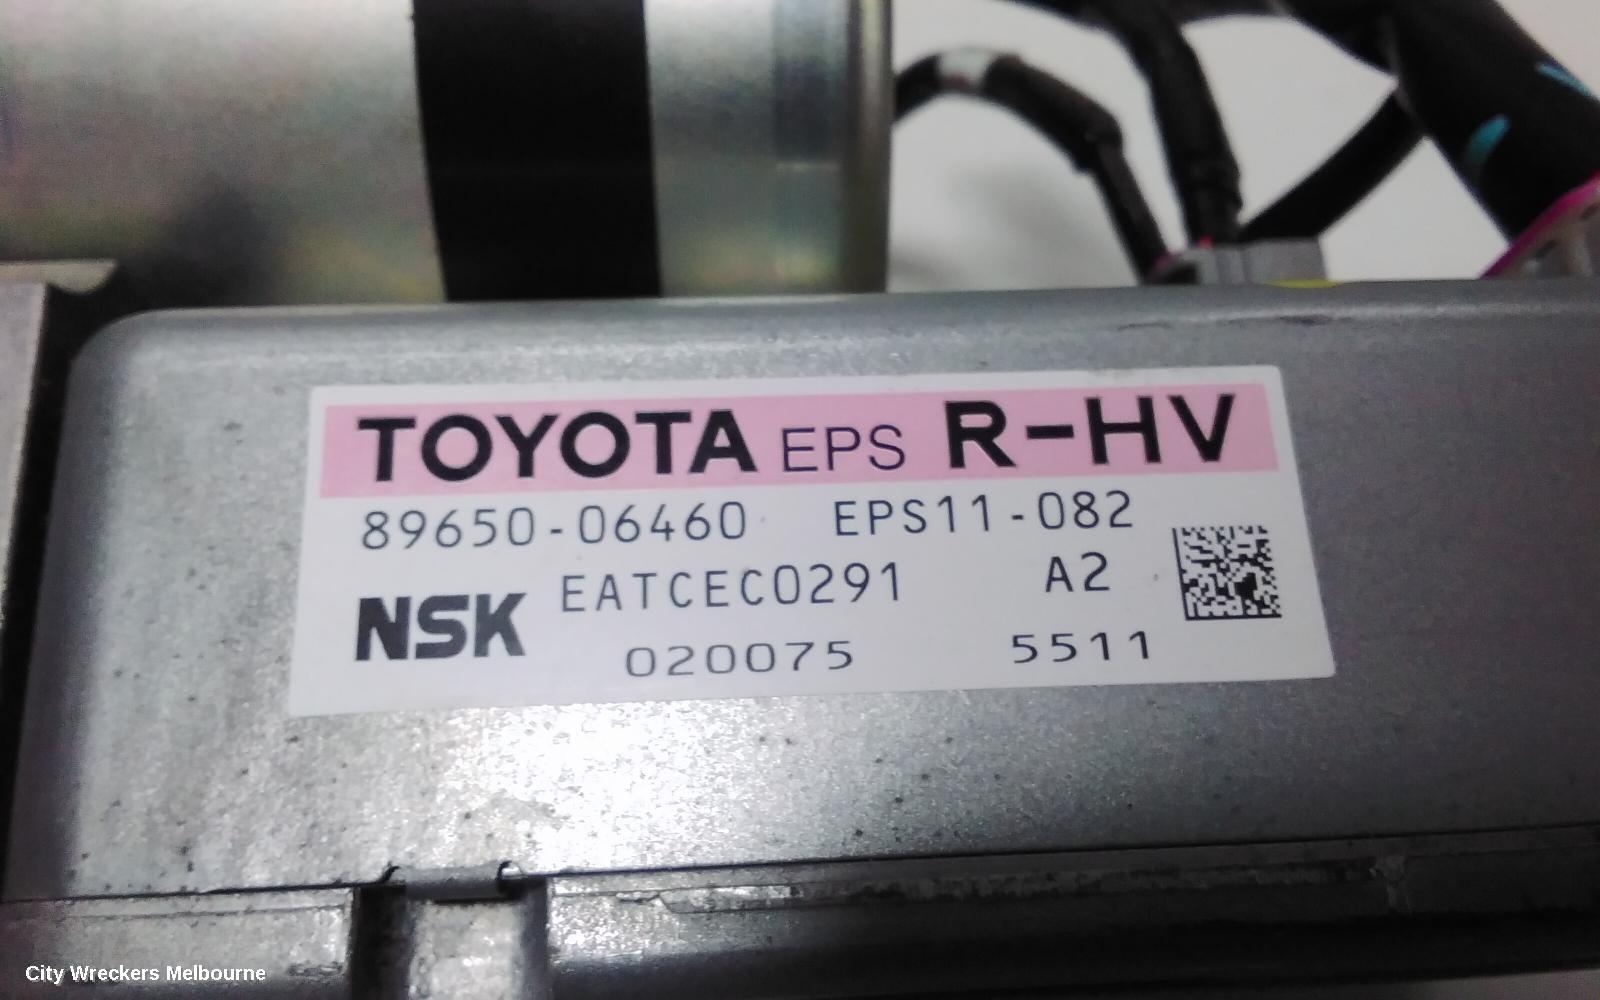 TOYOTA EPS R-HV
89650-06460 EPS11-082
NSK EATCEC0291 A2
020075 5511
City Wreckers Melbourne